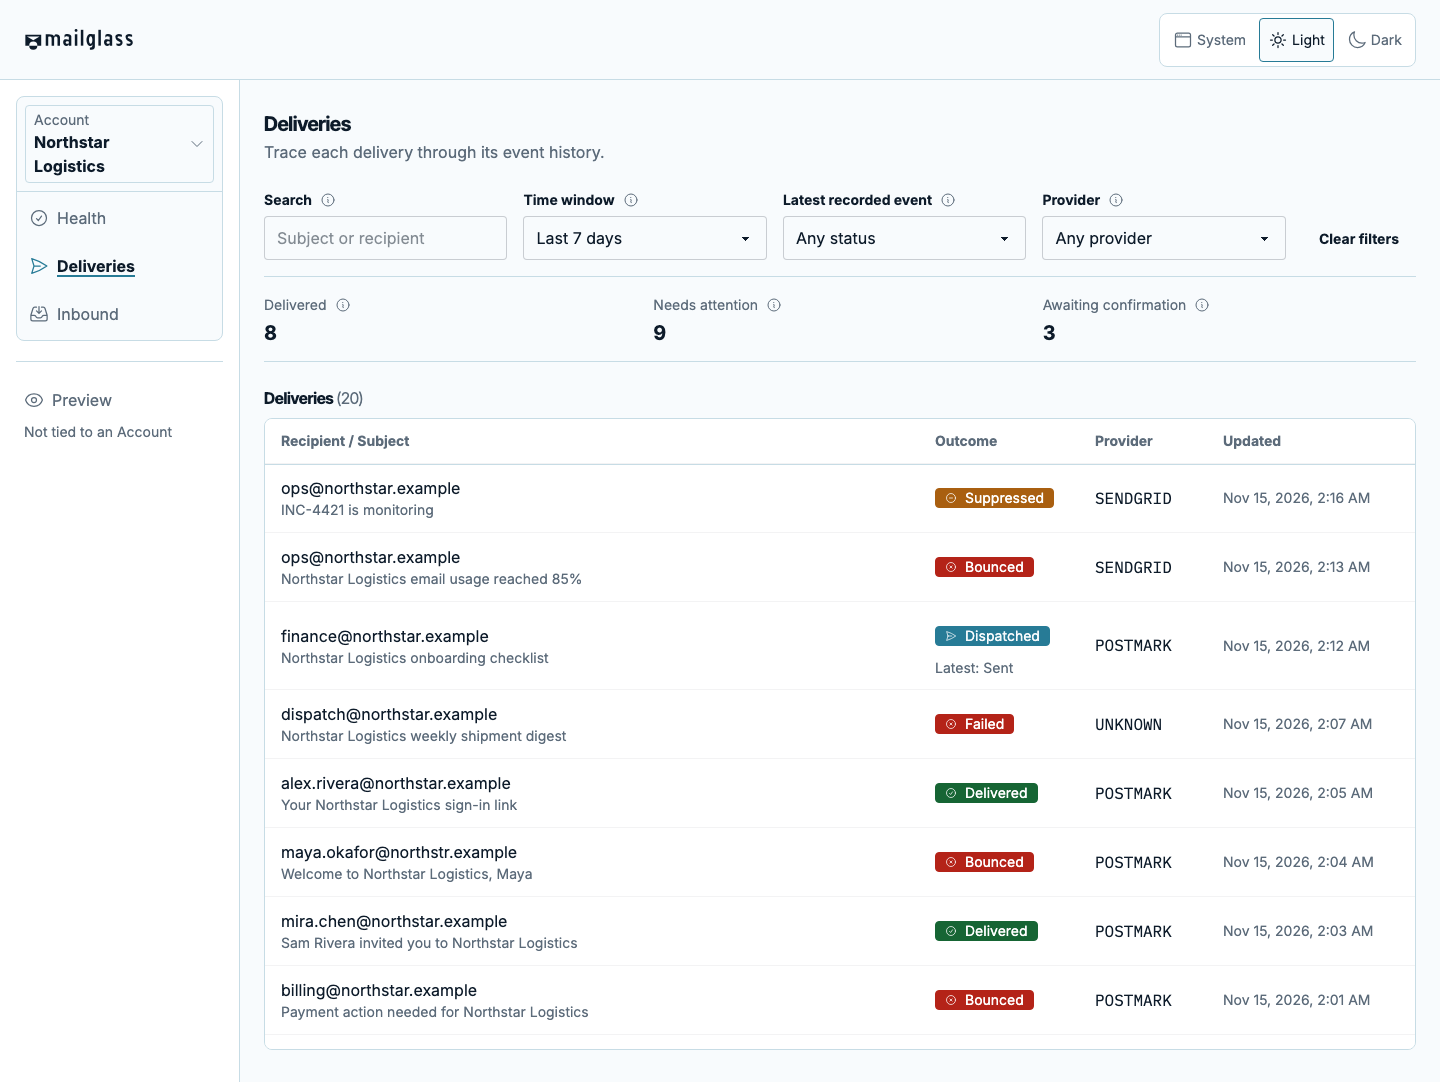 mailglass
System
Light
Dark
Account
Northstar
Logistics
Health
Deliveries
Inbound
Preview
Not tied to an Account
Deliveries
Trace each delivery through its event history.
Search
Time window
Latest recorded event
Provider
Subject or recipient
Last 7 days
Any status
Any provider
Clear filters
Delivered
Needs attention
Awaiting confirmation
8
9
3
Deliveries (20)
Recipient / Subject Outcome Provider Updated
ops@northstar.example
INC-4421 is monitoring
Suppressed
SENDGRID
Nov 15, 2026, 2:16 AM
ops@northstar.example
Northstar Logistics email usage reached 85%
Bounced
SENDGRID
Nov 15, 2026, 2:13 AM
finance@northstar.example
Northstar Logistics onboarding checklist
Dispatched
Latest: Sent
POSTMARK
Nov 15, 2026, 2:12 AM
dispatch@northstar.example
Northstar Logistics weekly shipment digest
Failed
UNKNOWN
Nov 15, 2026, 2:07 AM
alex.rivera@northstar.example
Your Northstar Logistics sign-in link
Delivered
POSTMARK
Nov 15, 2026, 2:05 AM
maya.okafor@northstr.example
Welcome to Northstar Logistics, Maya
Bounced
POSTMARK
Nov 15, 2026, 2:04 AM
mira.chen@northstar.example
Sam Rivera invited you to Northstar Logistics
Delivered
POSTMARK
Nov 15, 2026, 2:03 AM
billing@northstar.example
Payment action needed for Northstar Logistics
Bounced
POSTMARK
Nov 15, 2026, 2:01 AM